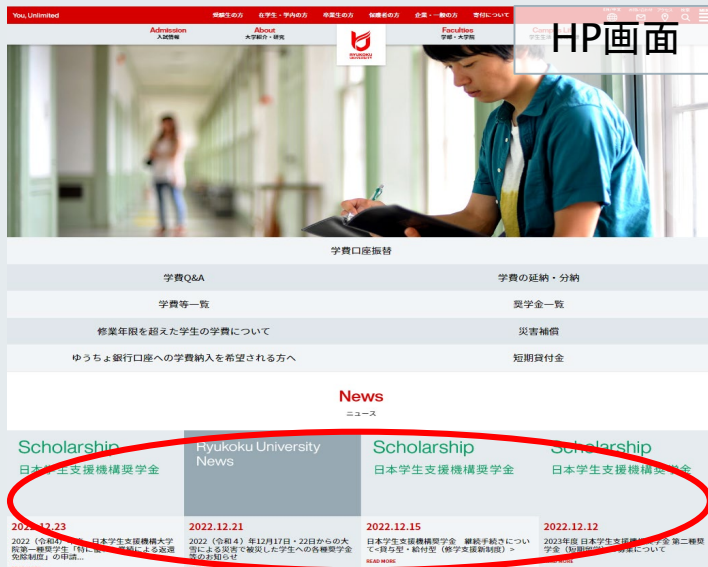 You, Unlimited
受験生の方 在学生・学内の方 卒業生の方 保護者の方 企業・一般の方 寄付について
Admission
入試情報
About
大学紹介・研究
RYUKOKU
UNIVERSITY
Faculties
学部・大学院
HP画面
学費口座振替
学費Q&A
学費の延納・分納
学費等一覧
奨学金一覧
修業年限を超えた学生の学費について
災害補償
ゆうちょ銀行口座への学費納入を希望される方へ
短期貸付金
News
ニュース
Scholarship
日本学生支援機構奨学金
Ryukoku University
News
Scholarship
日本学生支援機構奨学金
Scholarship
日本学生支援機構奨学金
2022.12.23
2022（令和4）年度 日本学生支援機構大学
院第一種奨学生「特に優れた業績による返還
免除制度」の申請...
2022.12.21
2022（令和４）年12月17日・22日からの大
雪による災害で被災した学生への各種奨学金
等のお知らせ
2022.12.15
日本学生支援機構奨学金 継続手続きについ
て<貸与型・給付型（修学支援新制度）>
READ MORE
2022.12.12
2023年度 日本学生支援機構奨学金 第二種奨
学金（短期留学）の募集について
READ MORE